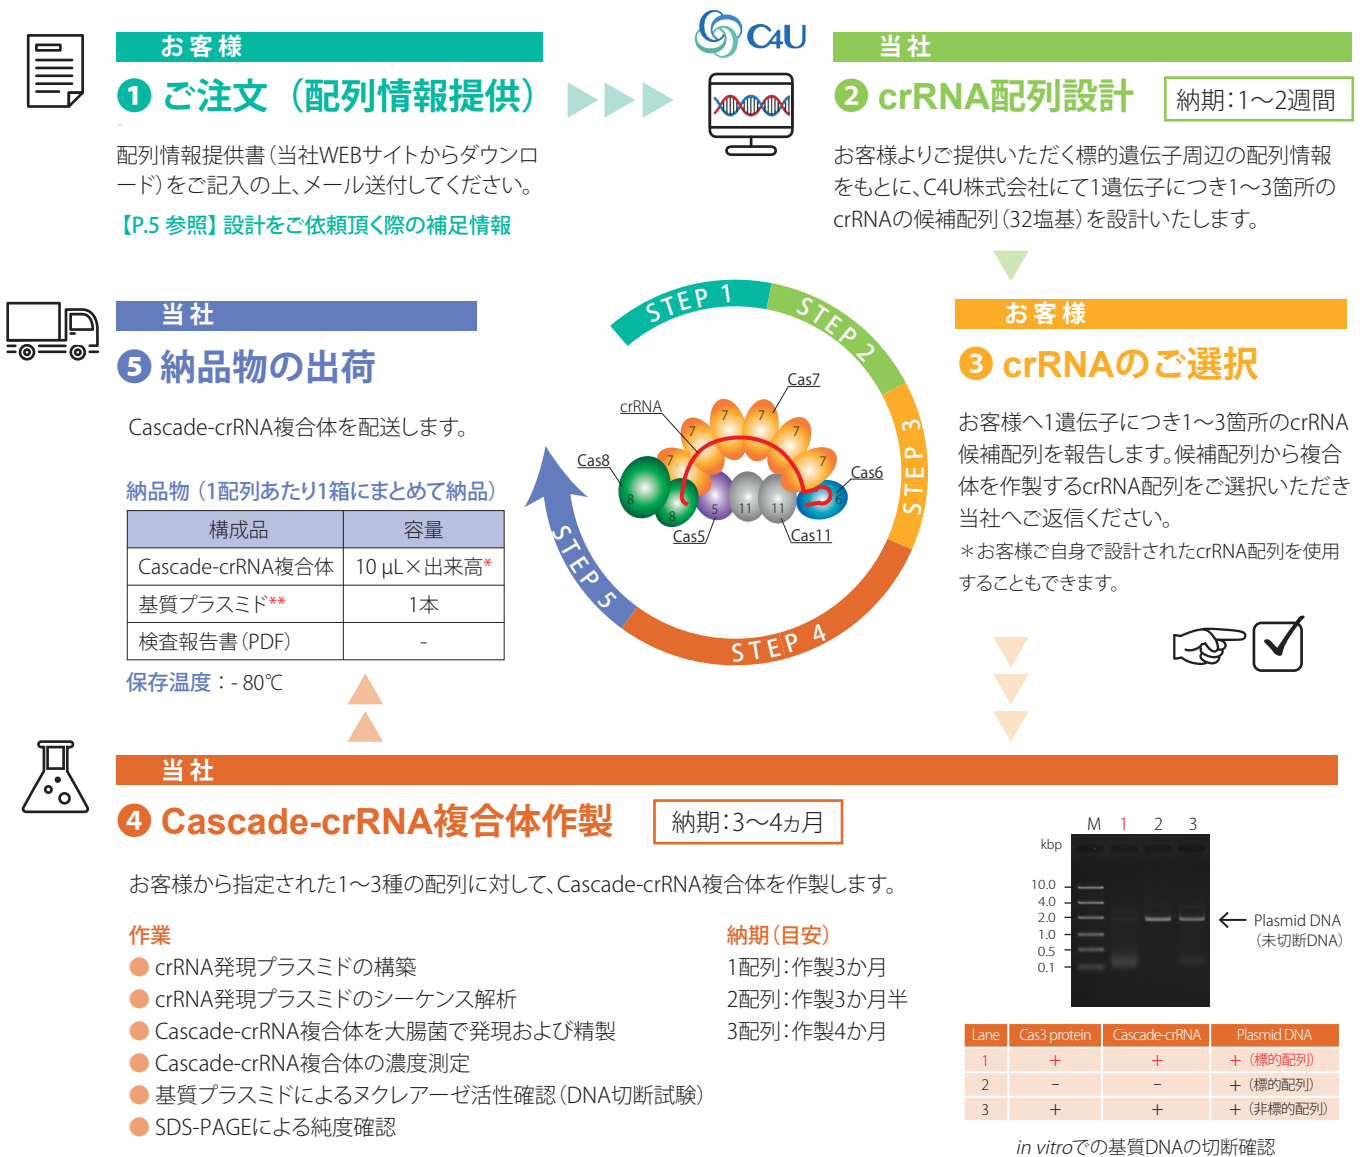 お客様
❶ ご注文（配列情報提供）
配列情報提供書（当社WEBサイトからダウンロ
ード）をご記入の上、メール送付してください。
【P.5 参照】 設計をご依頼頂く際の補足情報
C4U
当社
❷ crRNA配列設計
納期：1～2週間
お客様よりご提供いただく標的遺伝子周辺の配列情報
をもとに、C4U株式会社にて1遺伝子につき1～3箇所の
crRNAの候補配列（32塩基）を設計いたします。
お客様
❸ crRNAのご選択
お客様へ1遺伝子につき1～3箇所のcrRNA
候補配列を報告します。候補配列から複合
体を作製するcrRNA配列をご選択いただき
当社へご返信ください。
＊お客様ご自身で設計されたcrRNA配列を使用
することもできます。
STEP 1
STEP 2
STEP 3
STEP 4
STEP 5
Cas7
crRNA
Cas8
Cas6
Cas5
Cas11
7
7
7
7
7
7
8
8
5
11
11
6
当社
❺ 納品物の出荷
Cascade-crRNA複合体を配送します。
納品物（1配列あたり1箱にまとめて納品）
構成品 容量
Cascade-crRNA複合体 10 µL×出来高*
基質プラスミド** 1本
検査報告書（PDF） -
保存温度：- 80℃
当社
❹ Cascade-crRNA複合体作製
納期：3～4ヵ月
お客様から指定された1～3種の配列に対して、Cascade-crRNA複合体を作製します。
作業
● crRNA発現プラスミドの構築
● crRNA発現プラスミドのシーケンス解析
● Cascade-crRNA複合体を大腸菌で発現および精製
● Cascade-crRNA複合体の濃度測定
● 基質プラスミドによるヌクレアーゼ活性確認（DNA切断試験）
● SDS-PAGEによる純度確認
納期（目安）
1配列：作製3か月
2配列：作製3か月半
3配列：作製4か月
M 1 2 3
kbp
10.0
4.0
2.0
1.0
0.5
0.1
← Plasmid DNA
（未切断DNA）
Lane Cas3 protein Cascade-crRNA Plasmid DNA
1 + + +（標的配列）
2 - - +（標的配列）
3 + + +（非標的配列）
in vitroでの基質DNAの切断確認